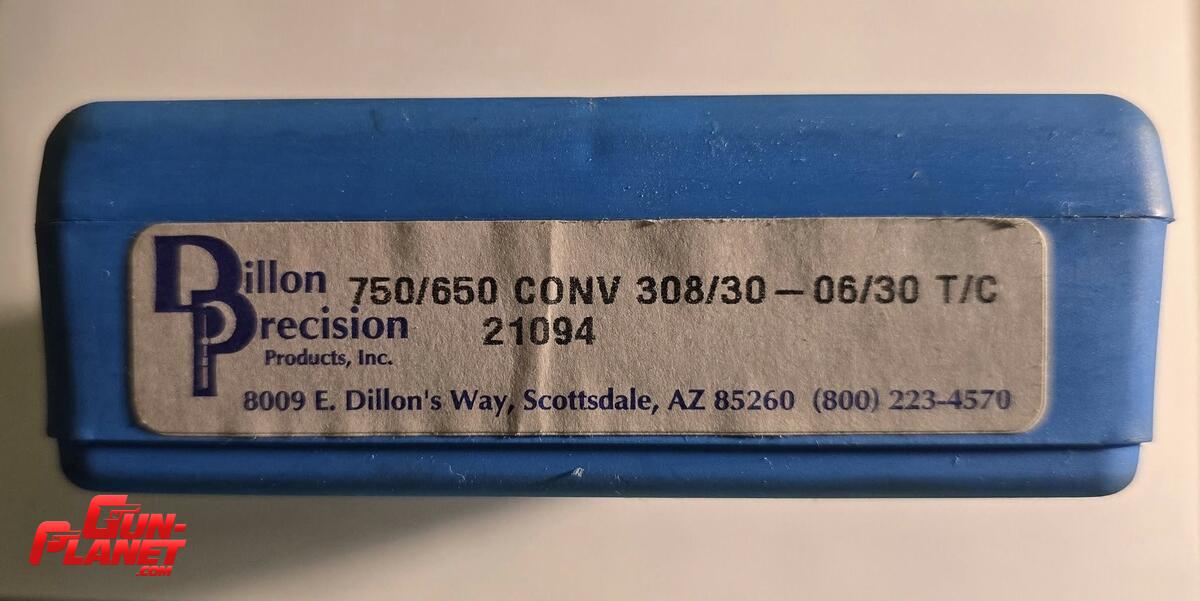 Dillon
Precision
Products, Inc.
750/650 CONV 308/30-06/30 T/C
21094
8009 E. Dillon's Way, Scottsdale, AZ 85260 (800) 223-4570
GUN-
PLANET
.COM